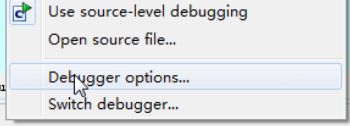 Use source-level debugging
Open source file...
Debugger options...
Switch debugger...